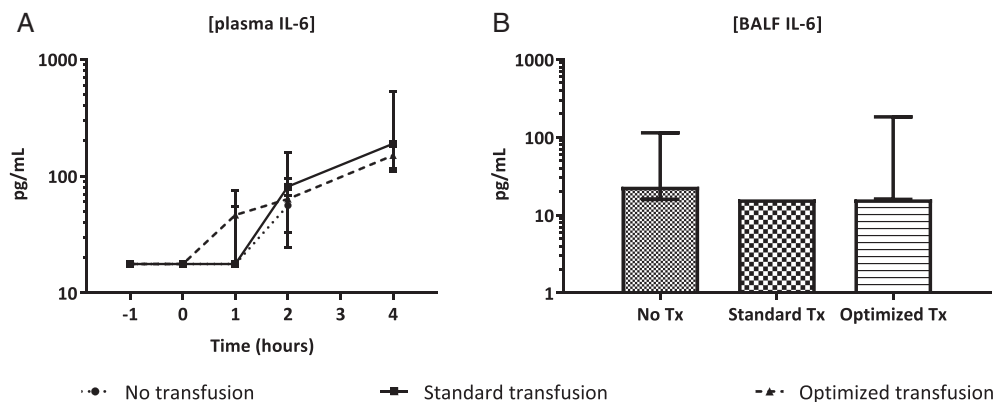 A
[plasma IL-6]
1000
100
10
pg/mL
-1 0 1 2 3 4
Time (hours)
B
[BALF IL-6]
1000
100
10
1
pg/mL
No Tx Standard Tx Optimized Tx
No transfusion Standard transfusion Optimized transfusion